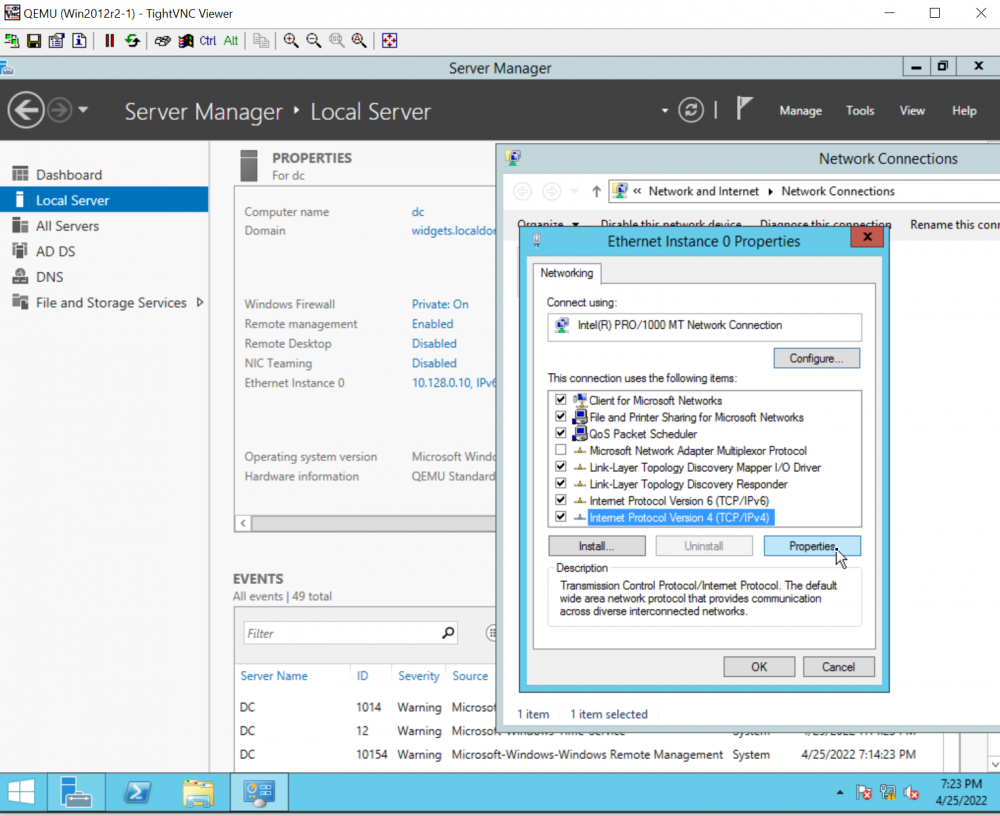 QEMU (Win2012r2-1) - TightVNC Viewer
Ctrl Alt
Server Manager
Server Manager ‣ Local Server
Manage Tools View Help
Dashboard
Local Server
All Servers
AD DS
DNS
File and Storage Services
PROPERTIES
For dc
Computer name dc
Domain widgets.localdo
Windows Firewall Private: On
Remote management Enabled
Remote Desktop Disabled
NIC Teaming Disabled
Ethernet Instance 0 10.128.0.10, IPv6
Operating system version Microsoft Windo
Hardware information QEMU Standard
EVENTS
All events | 49 total
Filter
Server Name ID Severity Source
DC 1014 Warning Microsof
DC 12 Warning Microsoft-Windows-Time-Service System 4/25/2022 7:14:23 PM
DC 10154 Warning Microsoft-Windows-Windows Remote Management System 4/25/2022 7:14:23 PM
Network Connections
« Network and Internet ‣ Network Connections
Organize Disable this network device Diagnose this connection Rename this conn
Ethernet Instance 0 Properties
Networking
Connect using:
Intel(R) PRO/1000 MT Network Connection
Configure...
This connection uses the following items:
Client for Microsoft Networks
File and Printer Sharing for Microsoft Networks
QoS Packet Scheduler
Microsoft Network Adapter Multiplexor Protocol
Link-Layer Topology Discovery Mapper I/O Driver
Link-Layer Topology Discovery Responder
Internet Protocol Version 6 (TCP/IPv6)
Internet Protocol Version 4 (TCP/IPv4)
Install... Uninstall Properties
Description
Transmission Control Protocol/Internet Protocol. The default
wide area network protocol that provides communication
across diverse interconnected networks.
OK Cancel
1 item 1 item selected
7:23 PM
4/25/2022